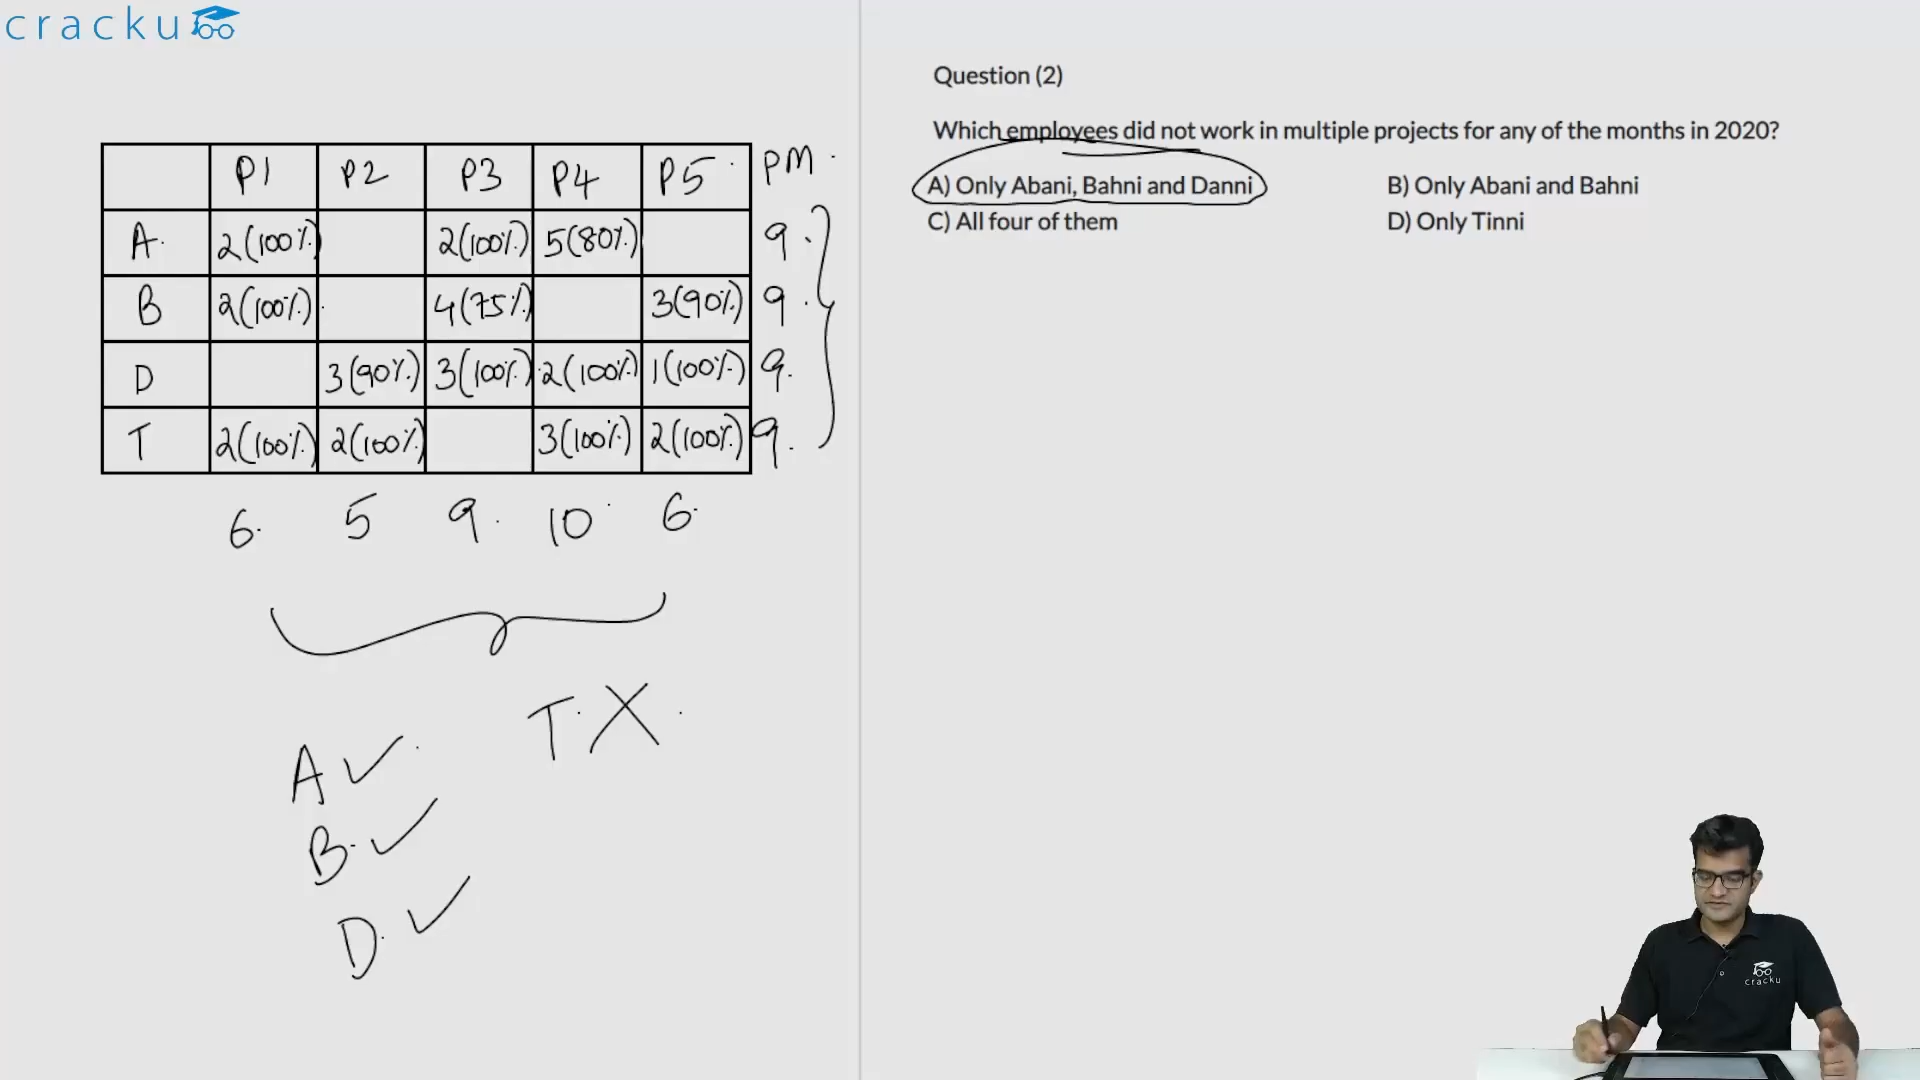 cracku
P1 P2 P3 P4 P5 PM
A 2(100%) 2(100%) 5(80%) 9
B 2(100%) 4(75%) 3(90%) 9
D 3(90%) 3(100%) 2(100%) 1(100%) 9
T 2(100%) 2(100%) 3(100%) 2(100%) 9
6 5 9 10 6
A ✓ T X
B ✓
D ✓
Question (2)
Which employees did not work in multiple projects for any of the months in 2020?
A) Only Abani, Bahni and Danni B) Only Abani and Bahni
C) All four of them D) Only Tinni
cracku